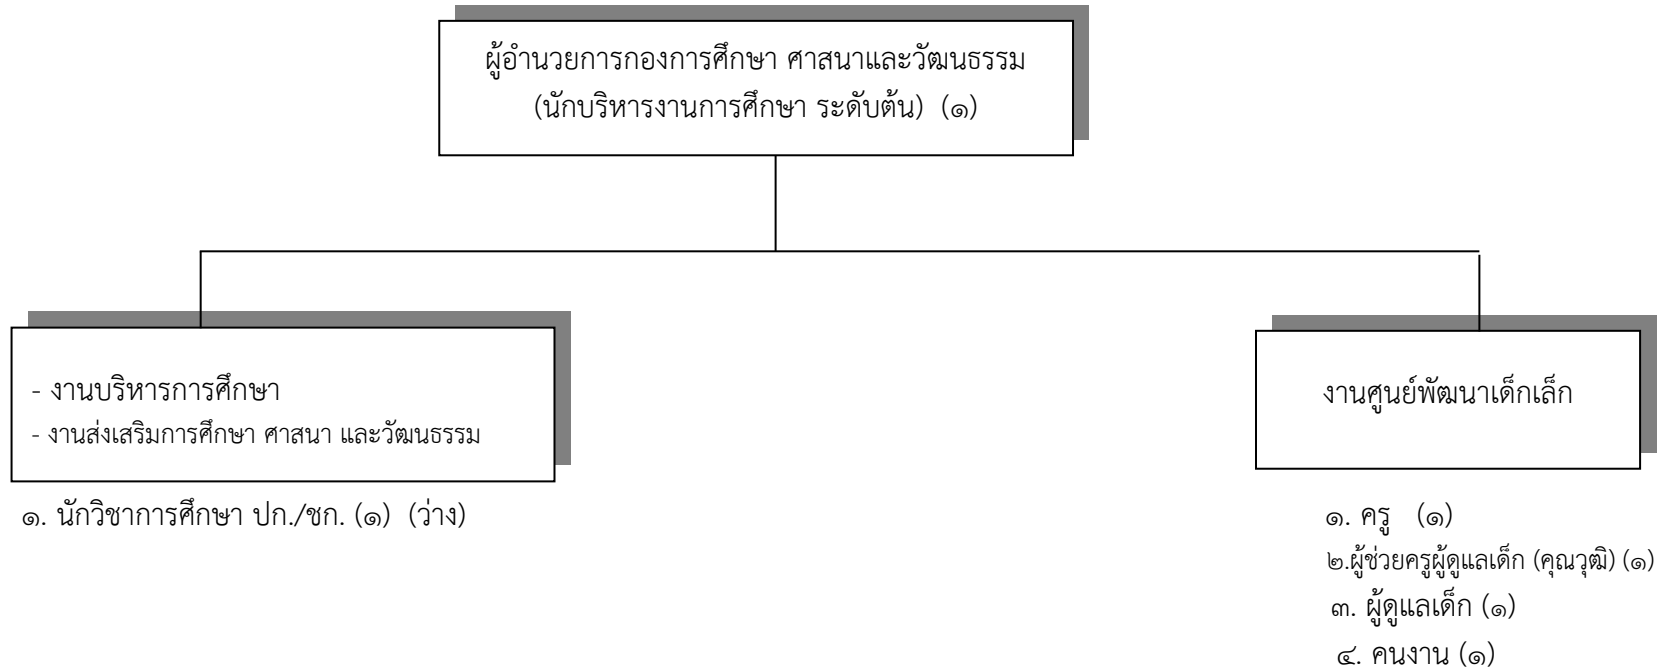 ผู้อำนวยการกองการศึกษา ศาสนาและวัฒนธรรม
(นักบริหารงานการศึกษา ระดับต้น) (๑)
- งานบริหารการศึกษา
- งานส่งเสริมการศึกษา ศาสนา และวัฒนธรรม
๑. นักวิชาการศึกษา ปก./ชก. (๑) (ว่าง)
งานศูนย์พัฒนาเด็กเล็ก
๑. ครู (๑)
๒.ผู้ช่วยครูผู้ดูแลเด็ก (คุณวุฒิ) (๑)
๓. ผู้ดูแลเด็ก (๑)
๔. คนงาน (๑)